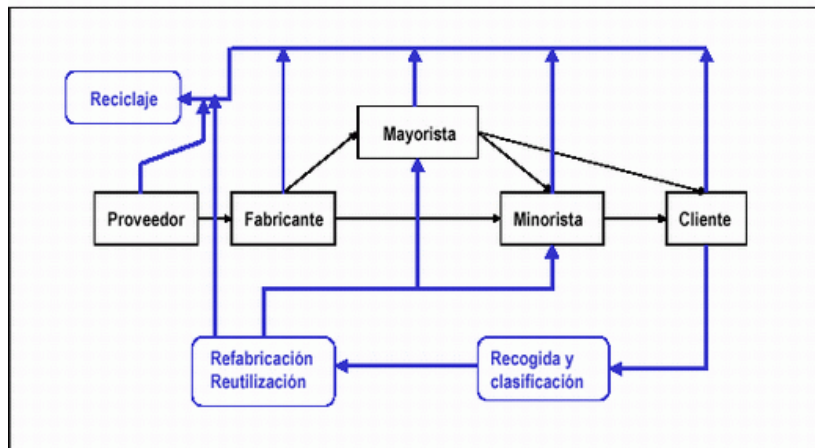 Reciclaje
Mayorista
Proveedor
Fabricante
Minorista
Cliente
Refabricación
Reutilización
Recogida y
clasificación